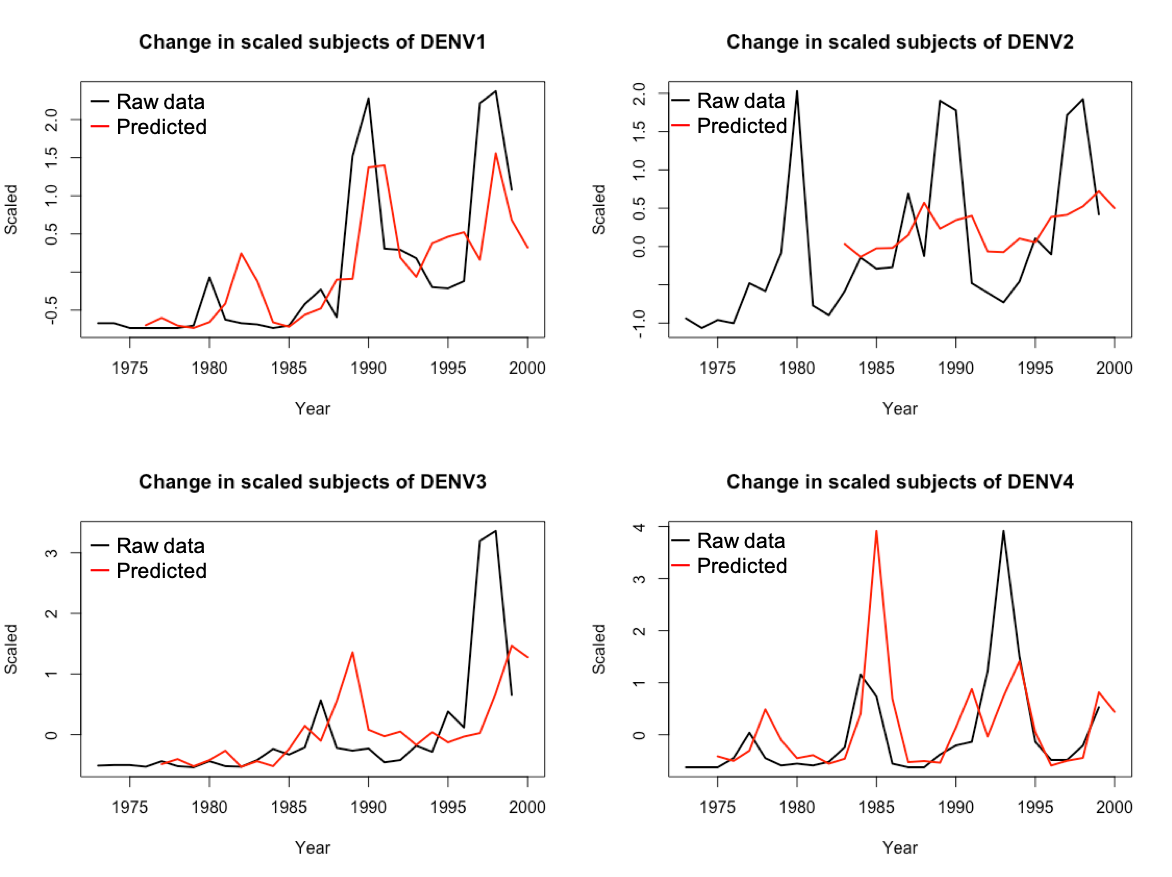 Change in scaled subjects of DENV1
Raw data
Predicted
Scaled
2.0
1.5
1.0
0.5
-0.5
1975 1980 1985 1990 1995 2000
Year
Change in scaled subjects of DENV2
Raw data
Predicted
Scaled
2.0
1.5
1.0
0.5
0.0
-1.0
1975 1980 1985 1990 1995 2000
Year
Change in scaled subjects of DENV3
Raw data
Predicted
Scaled
3
2
1
0
1975 1980 1985 1990 1995 2000
Year
Change in scaled subjects of DENV4
Raw data
Predicted
Scaled
4
3
2
1
0
1975 1980 1985 1990 1995 2000
Year